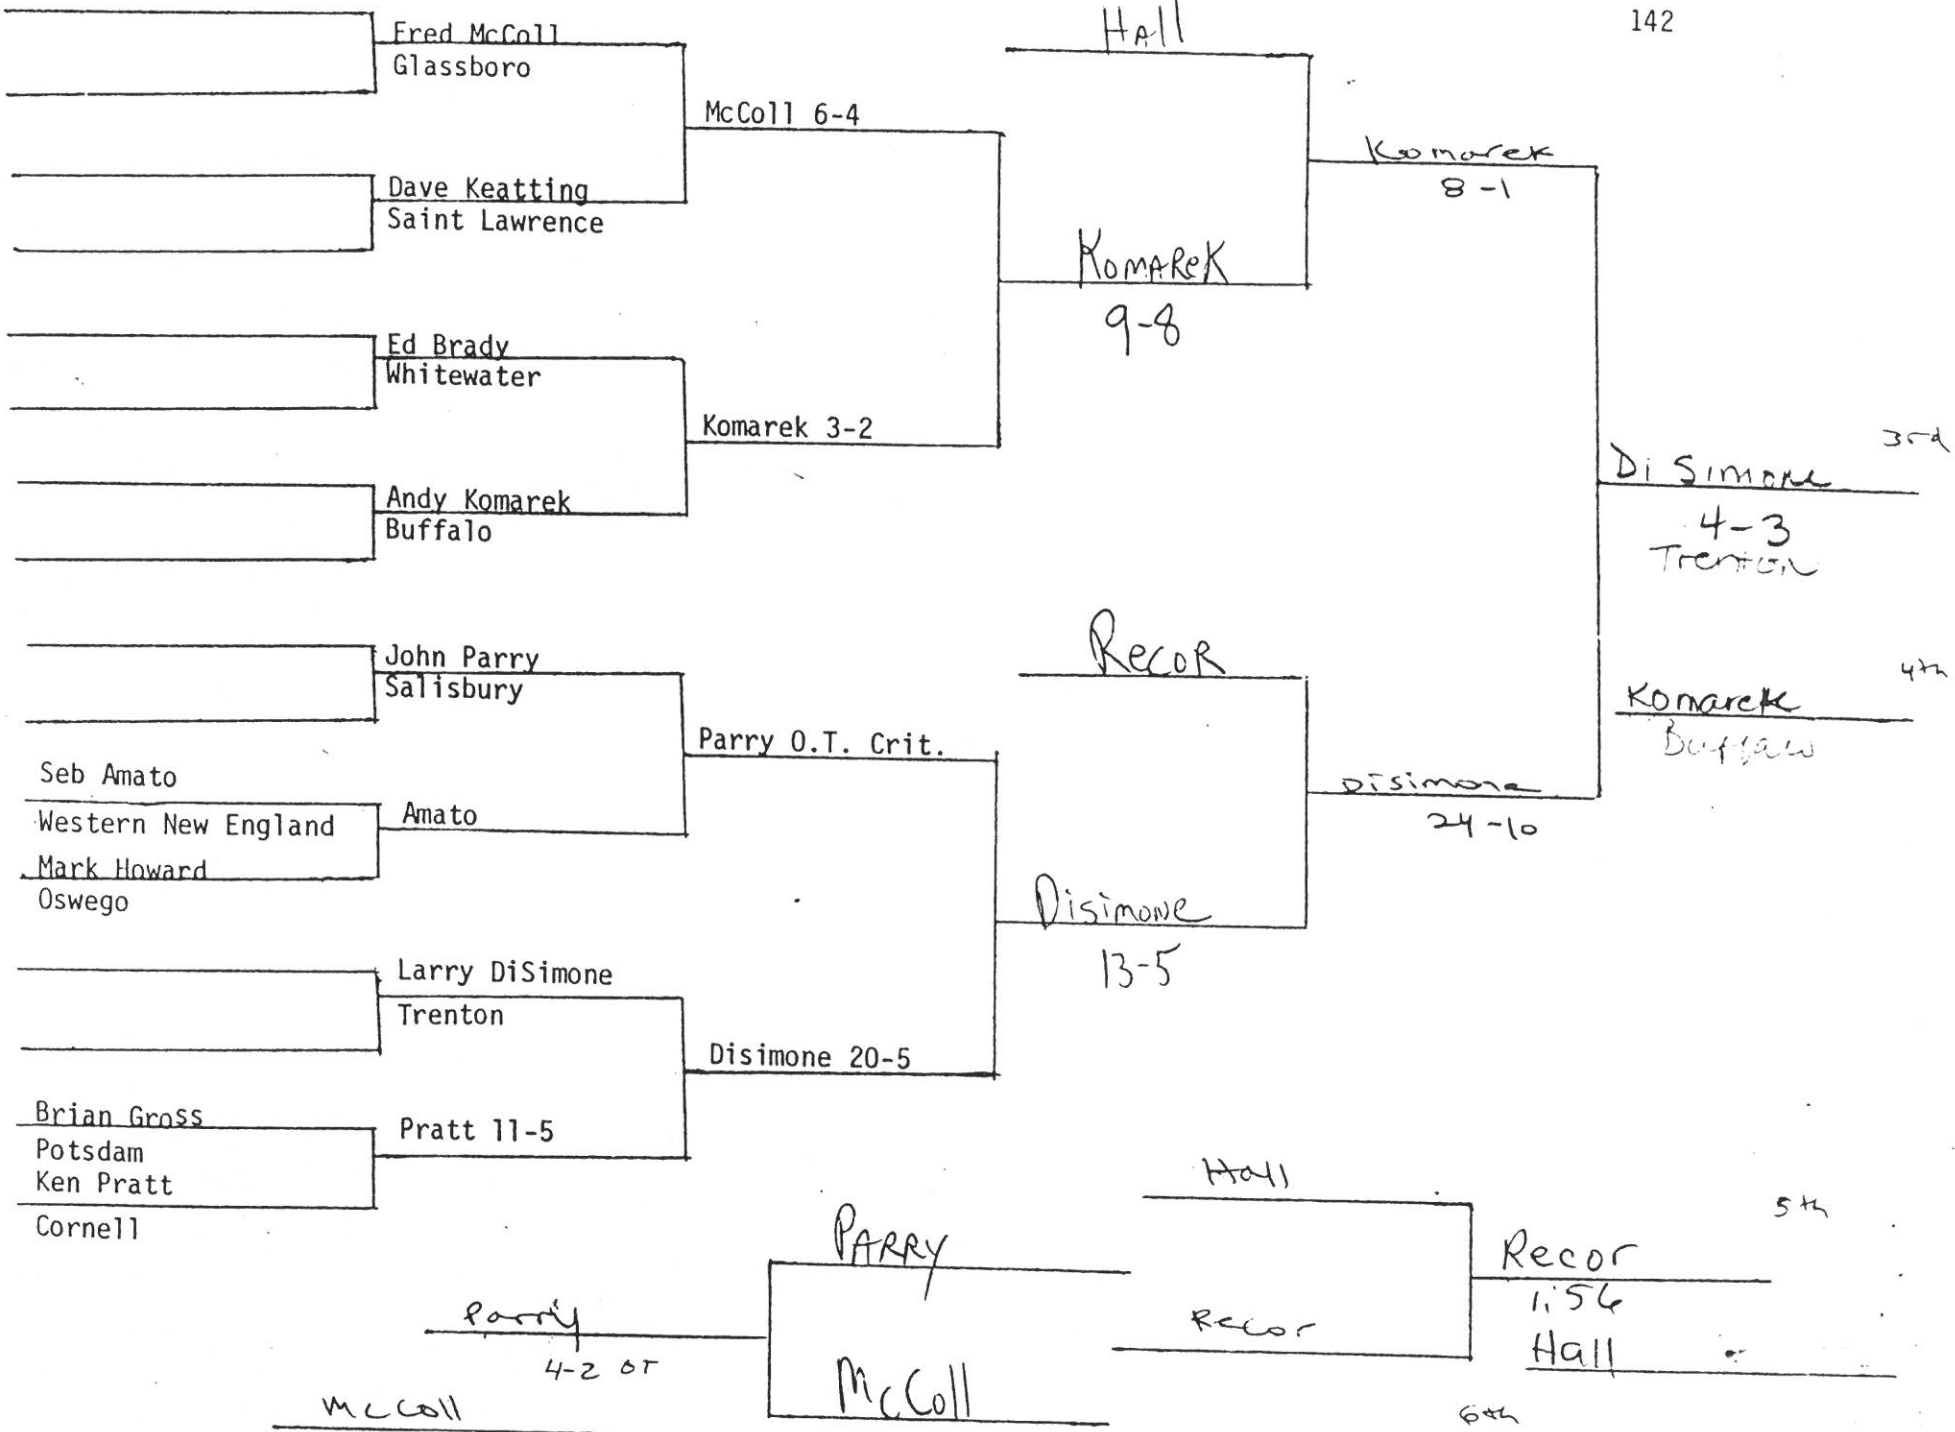 142
Fred McColl
Glassboro
McColl 6-4
Dave Keatting
Saint Lawrence
Ed Brady
Whitewater
Komarek 3-2
Andy Komarek
Buffalo
Hall
Komarek
8-1
Komarek
9-8
John Parry
Salisbury
Parry O.T. Crit.
Seb Amato
Western New England
Amato
Mark Howard
Oswego
Larry DiSimone
Trenton
Disimone 20-5
Brian Gross
Potsdam
Pratt 11-5
Ken Pratt
Cornell
Recor
Disimone
24-10
Disimone
13-5
3rd
Di Simone
4-3
Trenton
4th
Komarek
Buffalo
Parry
4-2 OT
McColl
Parry
McColl
Hall
Recor
5th
Recor
1:56
Hall
6th